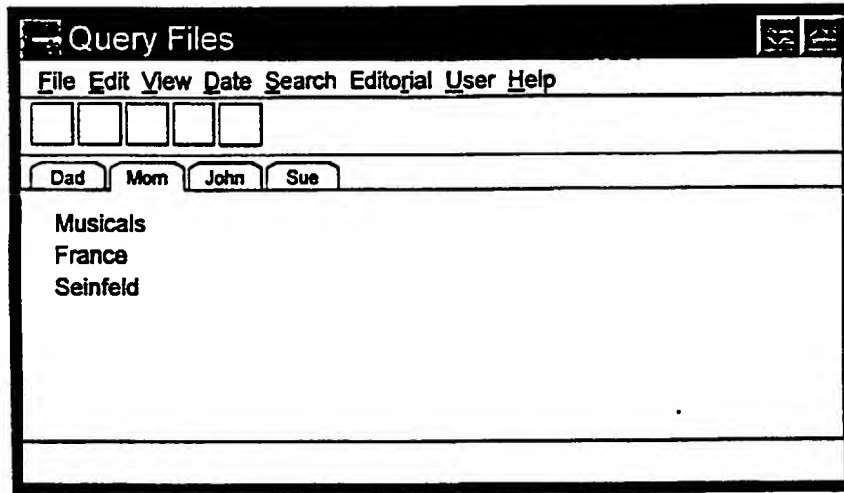 Query Files
File Edit View Date Search Editorial User Help
Dad Mom John Sue
Musicals
France
Seinfeld